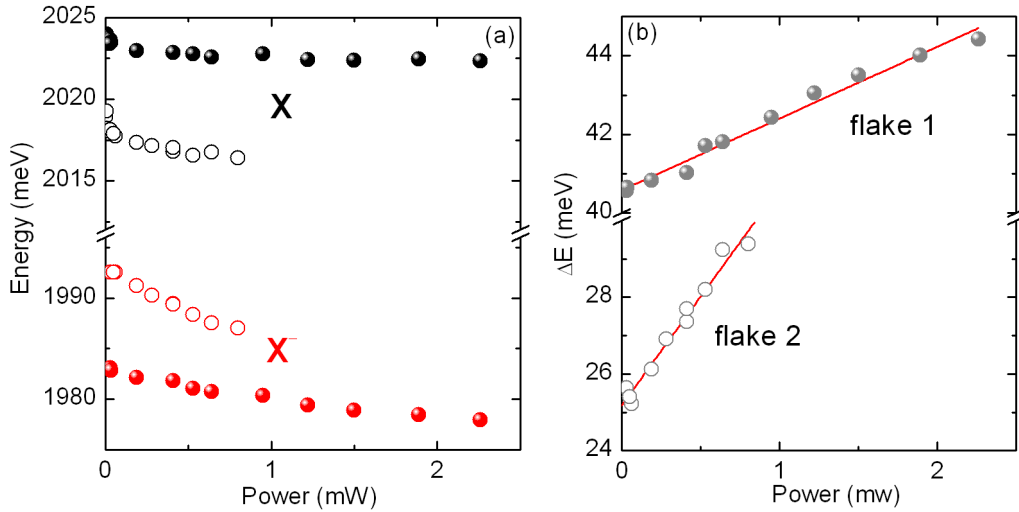 (a)
2025
2020
2015
1990
1980
Energy (meV)
X
X⁻
0
1
2
Power (mW)
(b)
44
42
40
28
26
24
ΔE (meV)
flake 1
flake 2
0
1
2
Power (mw)